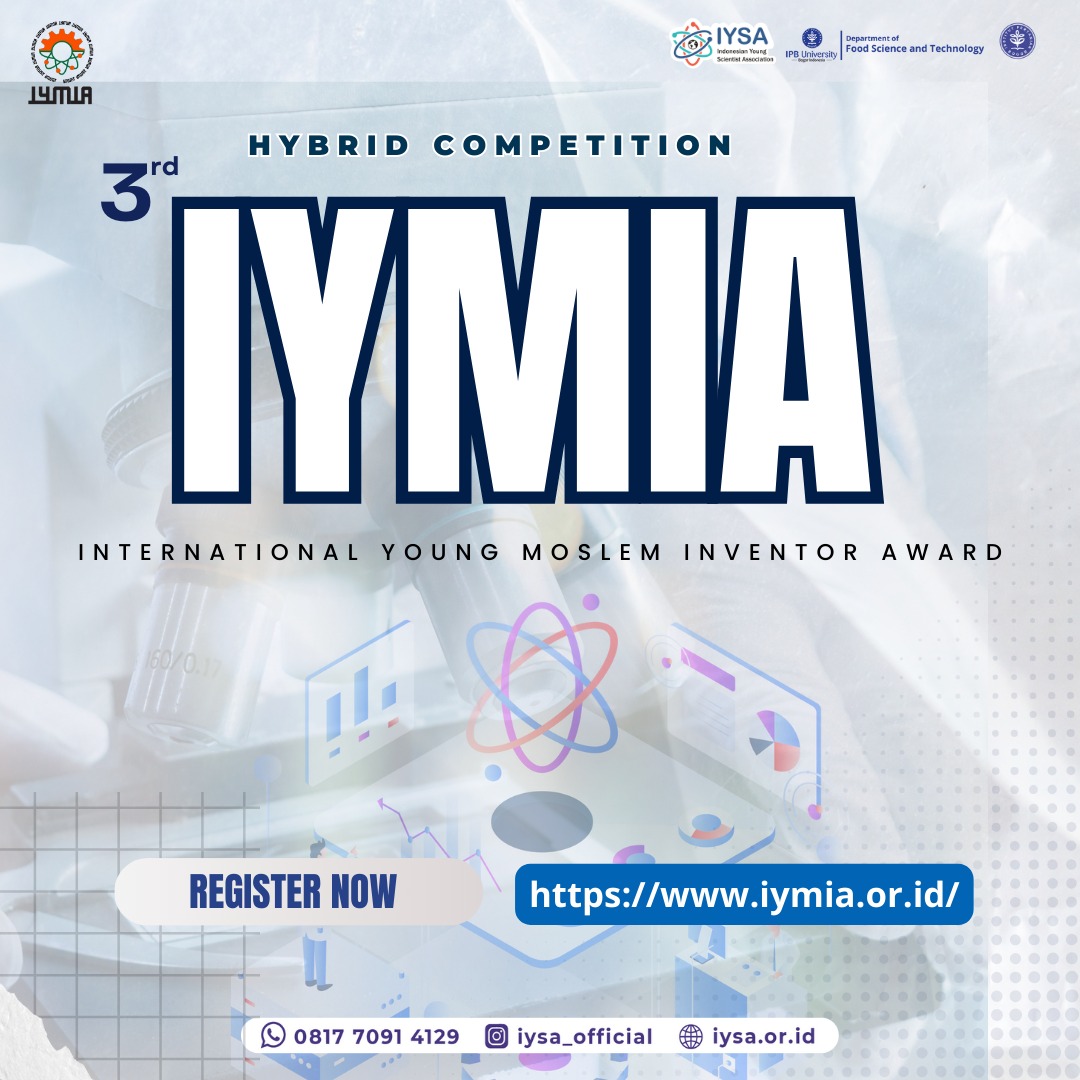 IYMIA
IYSA
Indonesian Young
Scientist Association
IPB University
Bogor Indonesia
Department of
Food Science and Technology
HYBRID COMPETITION
3rd
IYMIA
INTERNATIONAL YOUNG MOSLEM INVENTOR AWARD
160/0.17
REGISTER NOW
https://www.iymia.or.id/
0817 7091 4129
iysa_official
iysa.or.id